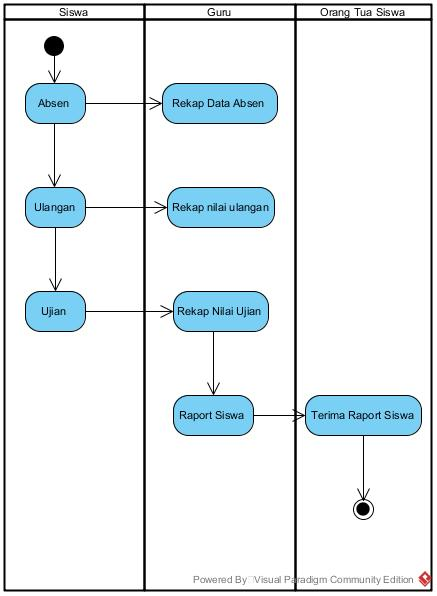 Siswa
Guru
Orang Tua Siswa
Absen
Rekap Data Absen
Ulangan
Rekap nilai ulangan
Ujian
Rekap Nilai Ujian
Raport Siswa
Terima Raport Siswa
Powered By Visual Paradigm Community Edition